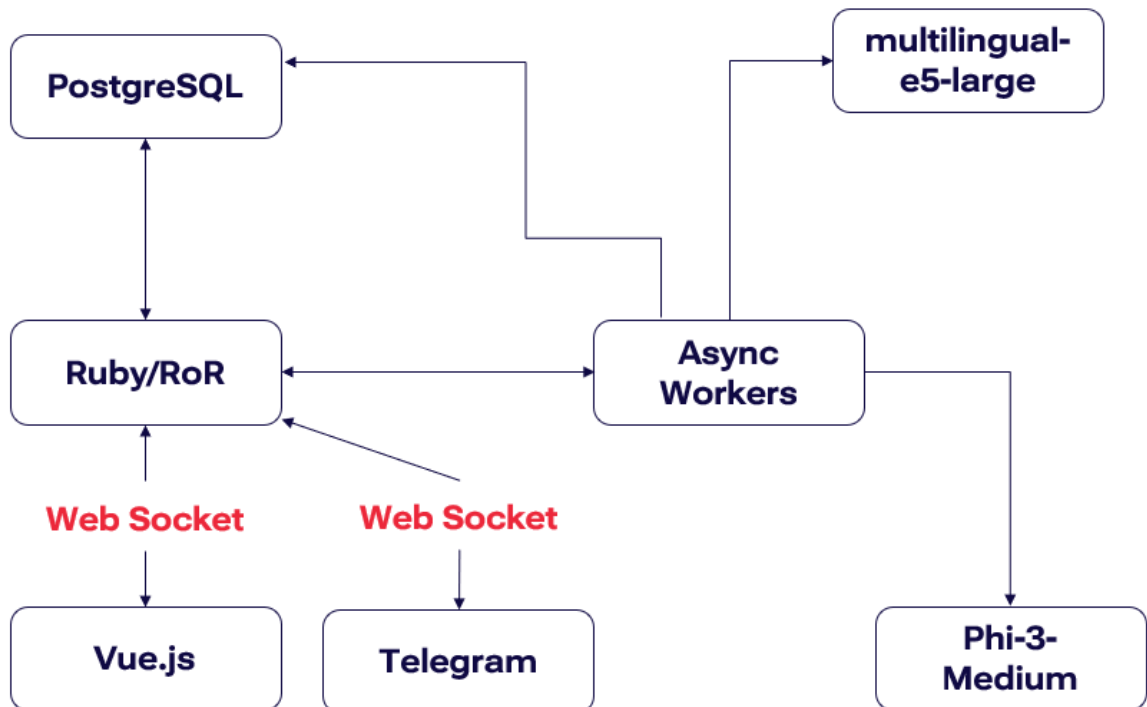 PostgreSQL
multilingual-
e5-large
Ruby/RoR
Async
Workers
Web Socket
Web Socket
Vue.js
Telegram
Phi-3-
Medium